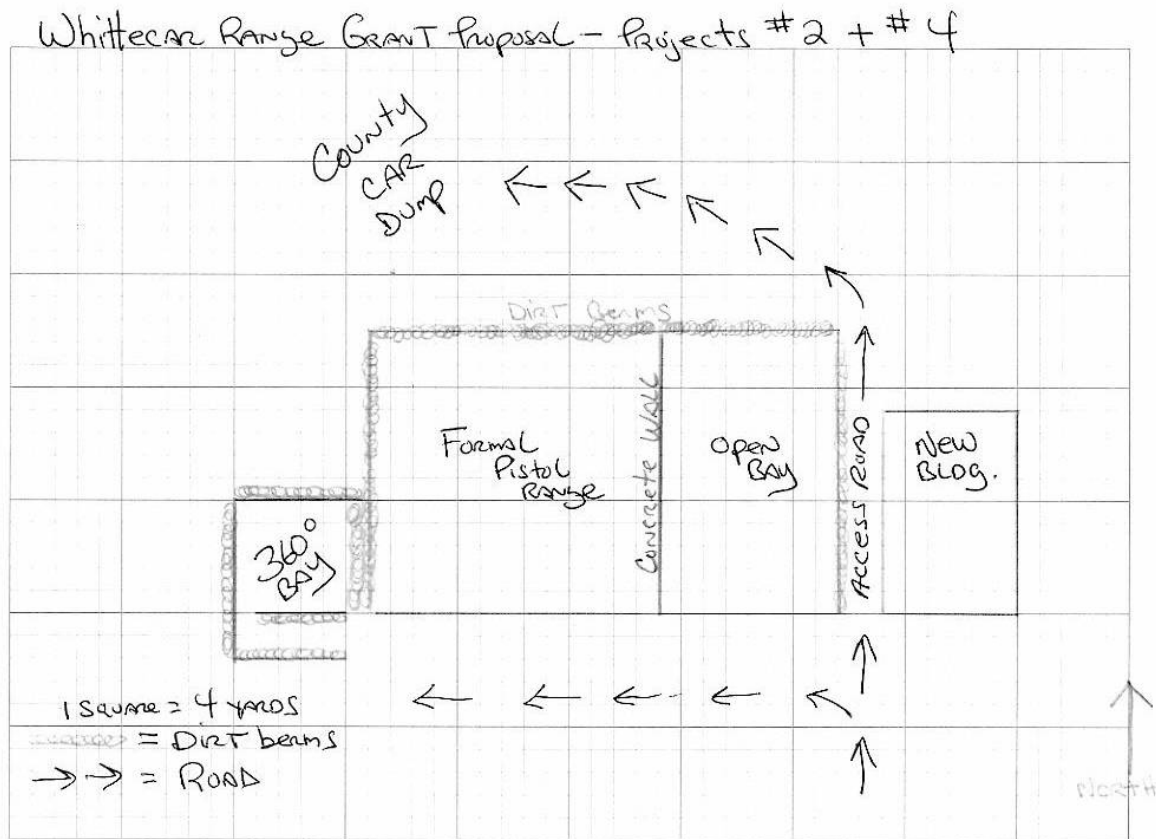 Whittecar Range Grant Proposal - Projects #2 + #4
County
Car
Dump
Dirt Berms
Formal
Pistol
Range
Concrete Wall
Open
Bay
Access Road
New
Bldg.
360°
Bay
1 square = 4 yards
= Dirt berms
→→ = Road
North